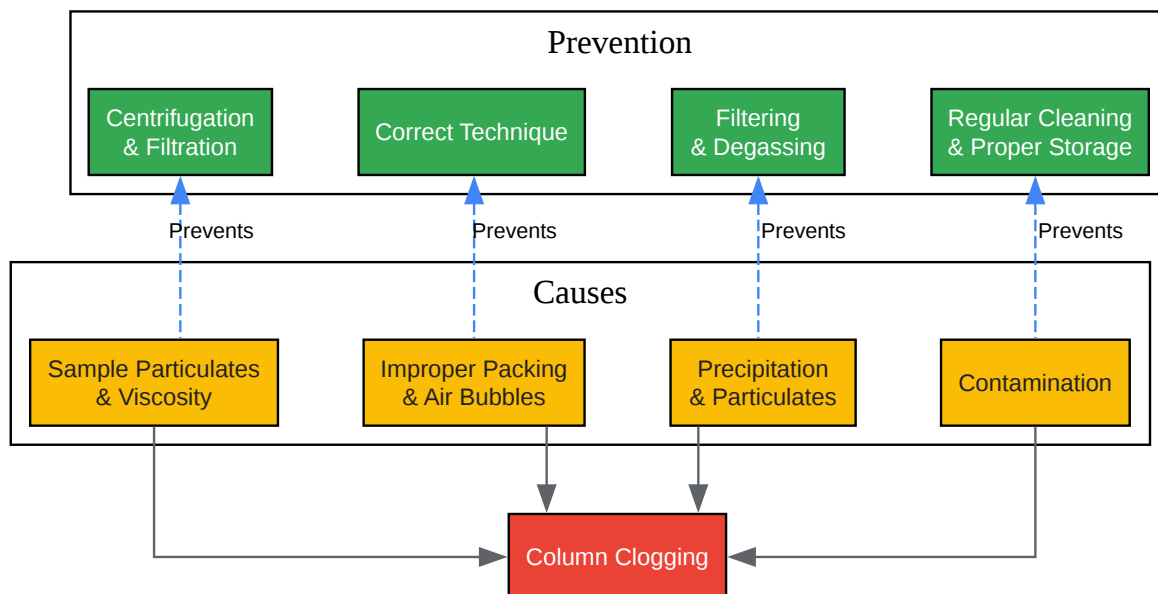 Prevention
Centrifugation
& Filtration
Correct Technique
Filtering
& Degassing
Regular Cleaning
& Proper Storage
Prevents
Prevents
Prevents
Prevents
Causes
Sample Particulates
& Viscosity
Improper Packing
& Air Bubbles
Precipitation
& Particulates
Contamination
Column Clogging